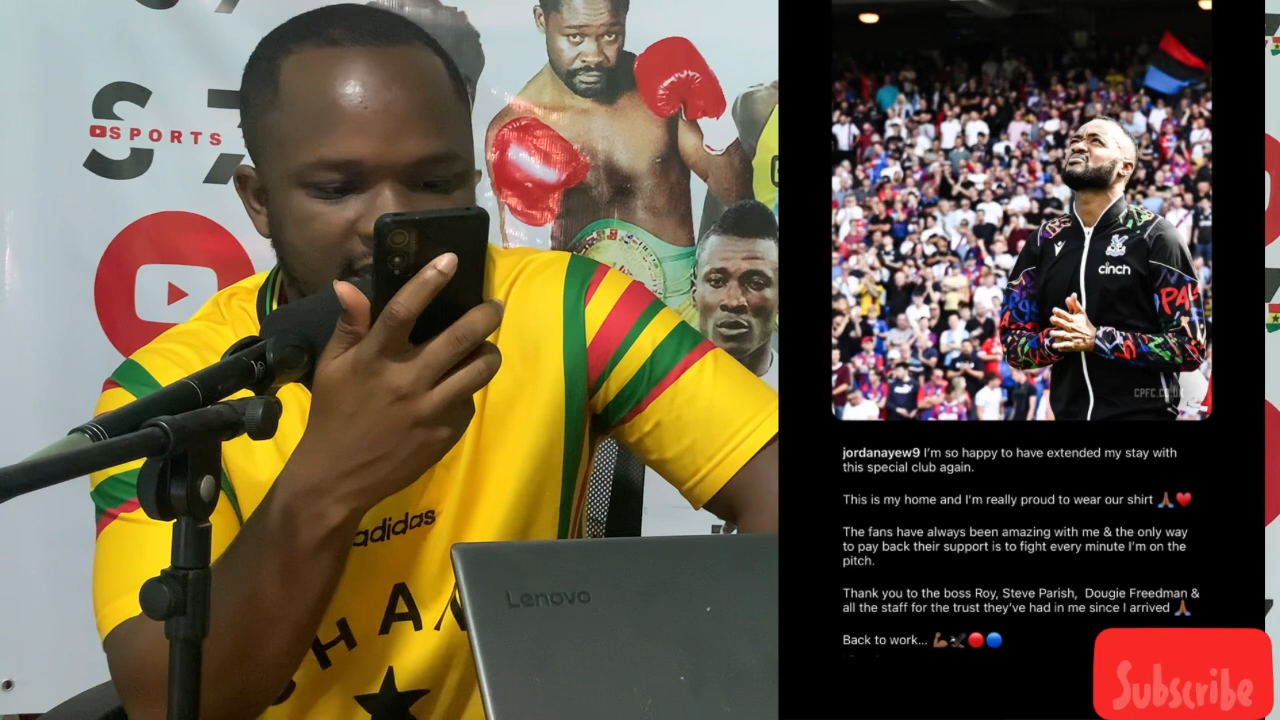 S 7
SPORTS
adidas
GHANA
Lenovo
cinch
PAL
CPFC.CO.UK
jordanayew9 I'm so happy to have extended my stay with
this special club again.
This is my home and I'm really proud to wear our shirt 🙏🏾❤️
The fans have always been amazing with me & the only way
to pay back their support is to fight every minute I'm on the
pitch.
Thank you to the boss Roy, Steve Parish, Dougie Freedman &
all the staff for the trust they've had in me since I arrived 🙏🏾
Back to work... 💪🏾🦅🔴🔵
Subscribe